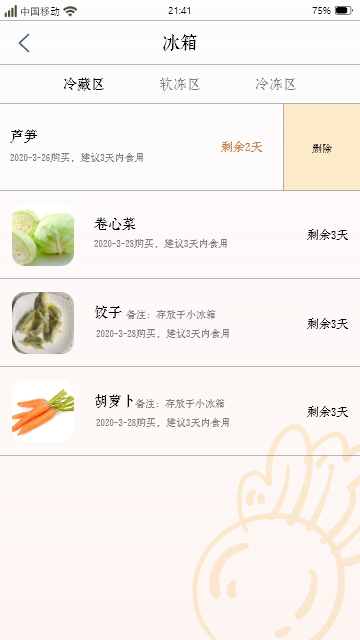 中国移动 21:41 75%
冰箱
冷藏区 软冻区 冷冻区
芦笋
2020-3-26购买，建议3天内食用
剩余2天
删除
卷心菜
2020-3-28购买，建议3天内食用
剩余3天
饺子 备注：存放于小冰箱
2020-3-28购买，建议3天内食用
剩余3天
胡萝卜备注：存放于小冰箱
2020-3-28购买，建议3天内食用
剩余3天